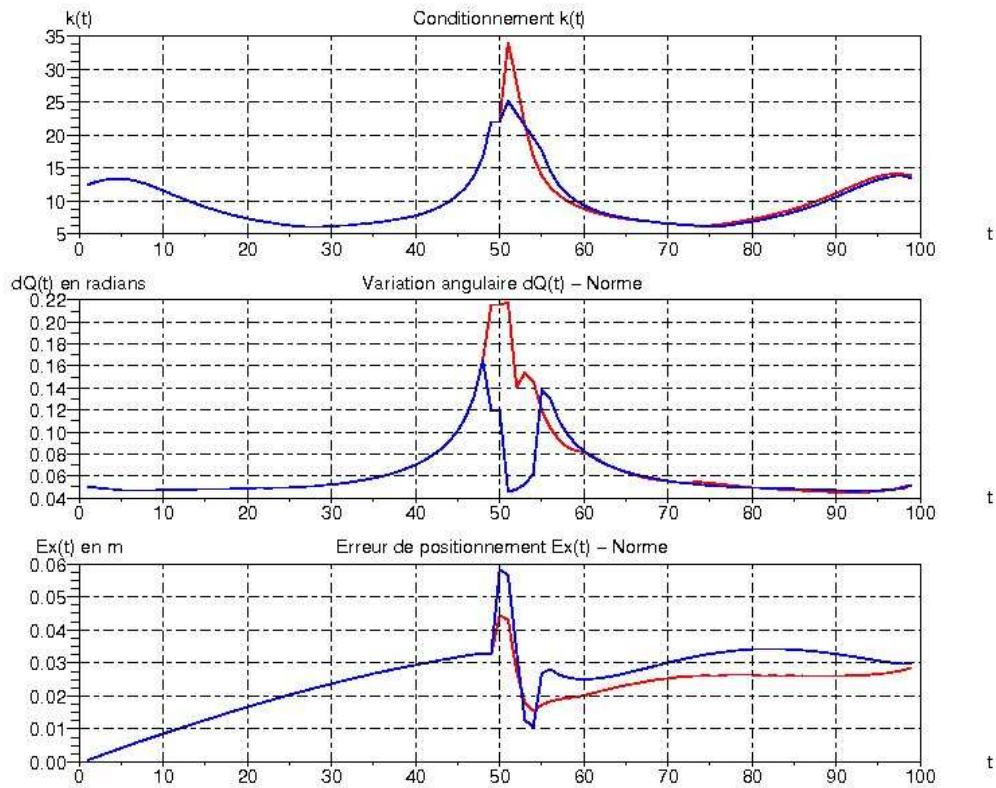 k(t)
Conditionnement k(t)
35
30
25
20
15
10
5
0 10 20 30 40 50 60 70 80 90 100
t
dQ(t) en radians
Variation angulaire dQ(t) – Norme
0.22
0.20
0.18
0.16
0.14
0.12
0.10
0.08
0.06
0.04
0 10 20 30 40 50 60 70 80 90 100
t
Ex(t) en m
Erreur de positionnement Ex(t) – Norme
0.06
0.05
0.04
0.03
0.02
0.01
0.00
0 10 20 30 40 50 60 70 80 90 100
t